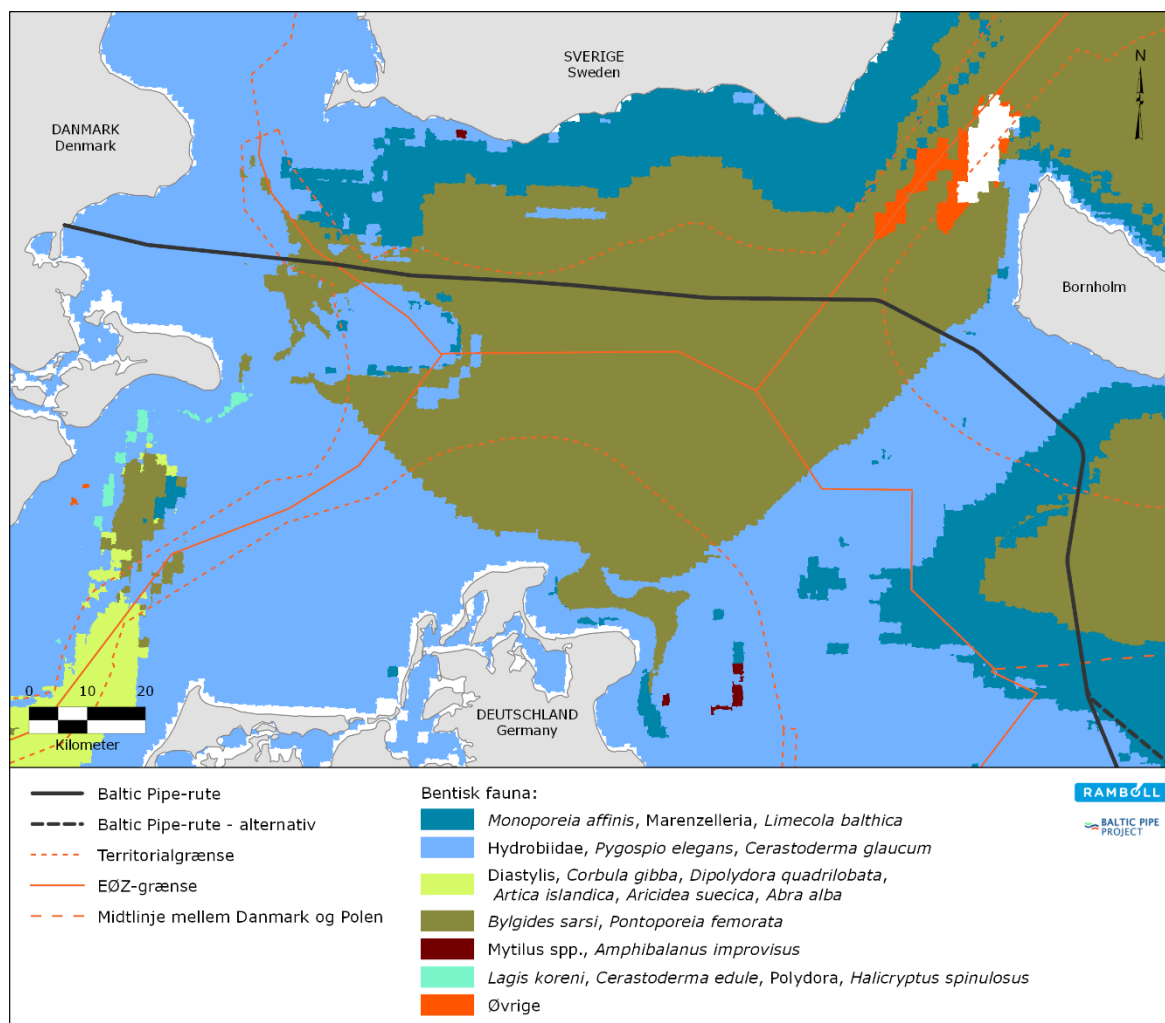 SVERIGE
Sweden
N
DANMARK
Denmark
Bornholm
DEUTSCHLAND
Germany
0 10 20
Kilometer
Baltic Pipe-rute
Baltic Pipe-rute - alternativ
Territorialgrænse
EØZ-grænse
Midtlinje mellem Danmark og Polen
Bentisk fauna:
Monoporeia affinis, Marenzelleria, Limecola balthica
Hydrobiidae, Pygospio elegans, Cerastoderma glaucum
Diastylis, Corbula gibba, Dipolydora quadrilobata,
Artica islandica, Aricidea suecica, Abra alba
Bylgides sarsi, Pontoporeia femorata
Mytilus spp., Amphibalanus improvisus
Lagis koreni, Cerastoderma edule, Polydora, Halicryptus spinulosus
Øvrige
RAMBOLL
BALTIC PIPE
PROJECT